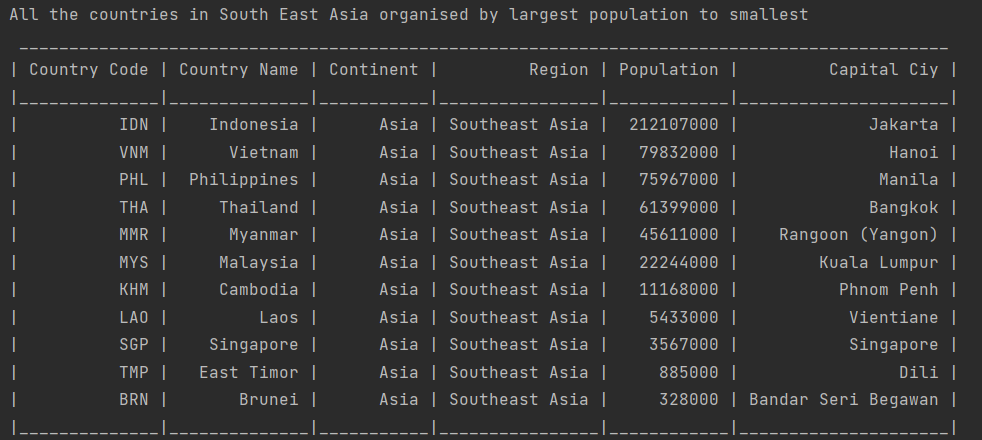 All the countries in South East Asia organised by largest population to smallest
| Country Code | Country Name | Continent | Region | Population | Capital Ciy |
| IDN | Indonesia | Asia | Southeast Asia | 212107000 | Jakarta |
| VNM | Vietnam | Asia | Southeast Asia | 79832000 | Hanoi |
| PHL | Philippines | Asia | Southeast Asia | 75967000 | Manila |
| THA | Thailand | Asia | Southeast Asia | 61399000 | Bangkok |
| MMR | Myanmar | Asia | Southeast Asia | 45611000 | Rangoon (Yangon) |
| MYS | Malaysia | Asia | Southeast Asia | 22244000 | Kuala Lumpur |
| KHM | Cambodia | Asia | Southeast Asia | 11168000 | Phnom Penh |
| LAO | Laos | Asia | Southeast Asia | 5433000 | Vientiane |
| SGP | Singapore | Asia | Southeast Asia | 3567000 | Singapore |
| TMP | East Timor | Asia | Southeast Asia | 885000 | Dili |
| BRN | Brunei | Asia | Southeast Asia | 328000 | Bandar Seri Begawan |